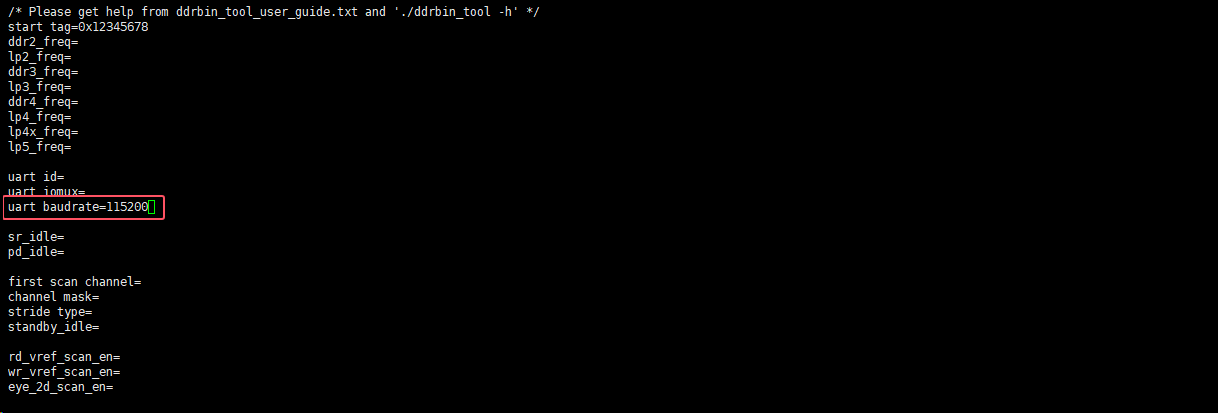 /* Please get help from ddrbin_tool_user_guide.txt and './ddrbin_tool -h' */
start tag=0x12345678
ddr2_freq=
lp2_freq=
ddr3_freq=
lp3_freq=
ddr4_freq=
lp4_freq=
lp4x_freq=
lp5_freq=
uart id=
uart iomux=
uart baudrate=115200
sr_idle=
pd_idle=
first scan channel=
channel mask=
stride type=
standby_idle=
rd_vref_scan_en=
wr_vref_scan_en=
eye_2d_scan_en=